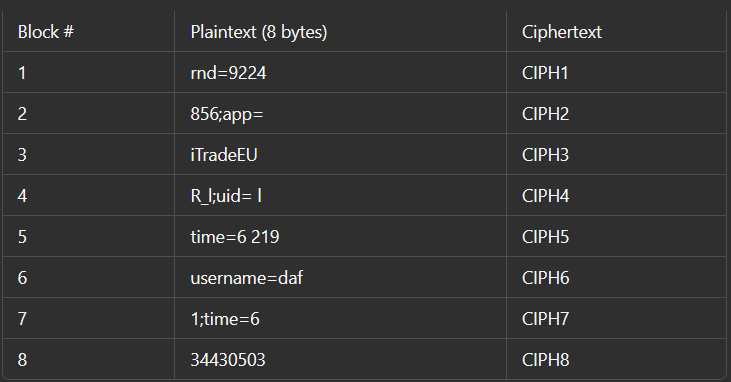 Block # Plaintext (8 bytes) Ciphertext
1 rnd=9224 CIPH1
2 856;app= CIPH2
3 iTradeEU CIPH3
4 R_l;uid= l CIPH4
5 time=6 219 CIPH5
6 username=daf CIPH6
7 1;time=6 CIPH7
8 34430503 CIPH8